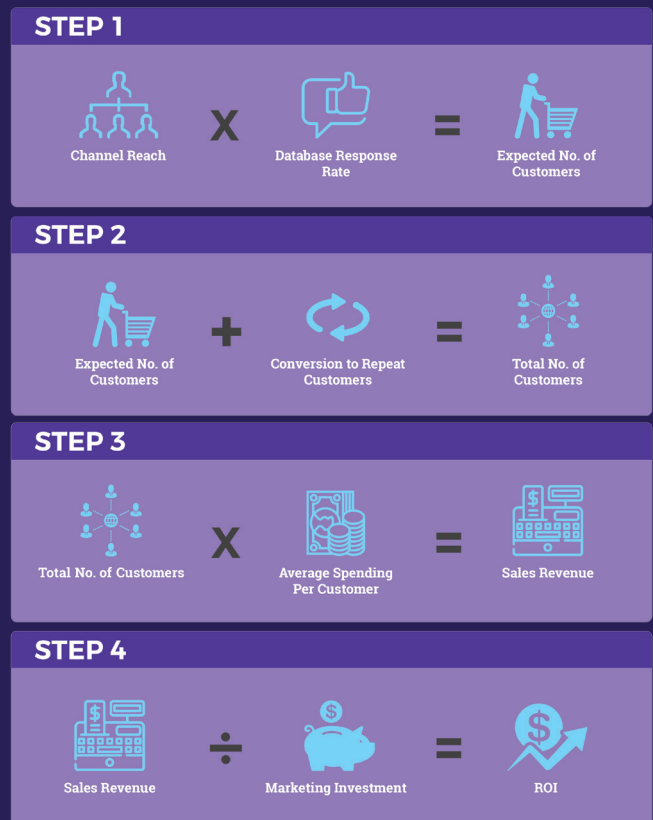 STEP 1
Channel Reach
X
Database Response
Rate
=
Expected No. of
Customers
STEP 2
Expected No. of
Customers
+
Conversion to Repeat
Customers
=
Total No. of
Customers
STEP 3
Total No. of Customers
X
$
Average Spending
Per Customer
=
$
Sales Revenue
STEP 4
$
Sales Revenue
÷
$
Marketing Investment
=
$
ROI